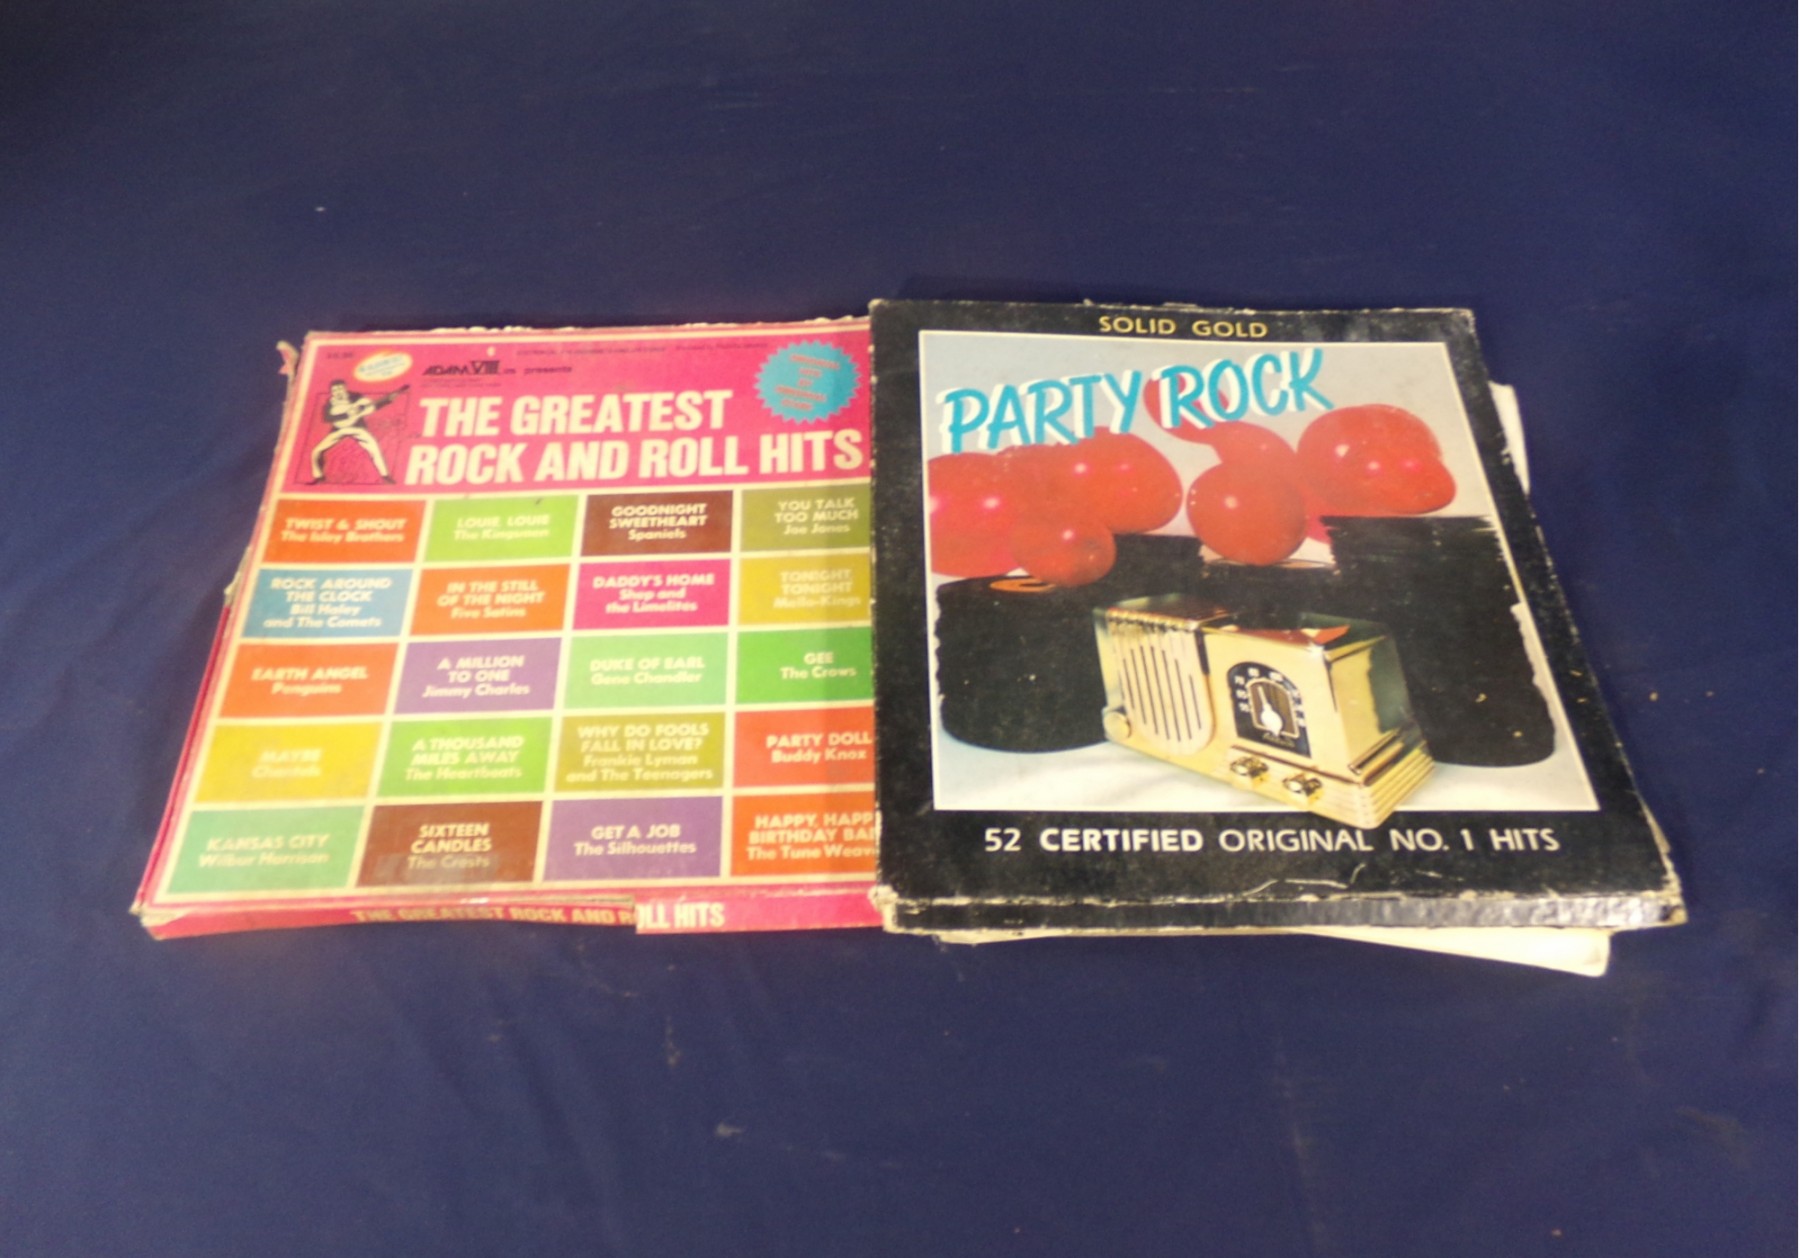 ADAM VIII, presents
THE GREATEST
ROCK AND ROLL HITS
TWIST & SHOUT
The Isley Brothers
LOUIE LOUIE
The Kingsmen
GOODNIGHT
SWEETHEART
Spaniels
YOU TALK
TOO MUCH
Joe Jones
ROCK AROUND
THE CLOCK
Bill Haley
and The Comets
IN THE STILL
OF THE NIGHT
Five Satins
DADDY'S HOME
Shep and
the Limelites
TONIGHT
TONIGHT
Mello-Kings
EARTH ANGEL
Penguins
A MILLION
TO ONE
Jimmy Charles
DUKE OF EARL
Gene Chandler
GEE
The Crows
MAYBE
Chantels
A THOUSAND
MILES AWAY
The Heartbeats
WHY DO FOOLS
FALL IN LOVE?
Frankie Lyman
and The Teenagers
PARTY DOLL
Buddy Knox
KANSAS CITY
Wilbur Harrison
SIXTEEN
CANDLES
The Crests
GET A JOB
The Silhouettes
HAPPY, HAPP
BIRTHDAY BA
The Tune Weav
THE GREATEST ROCK AND ROLL HITS
SOLID GOLD
PARTY ROCK
52 CERTIFIED ORIGINAL NO. 1 HITS